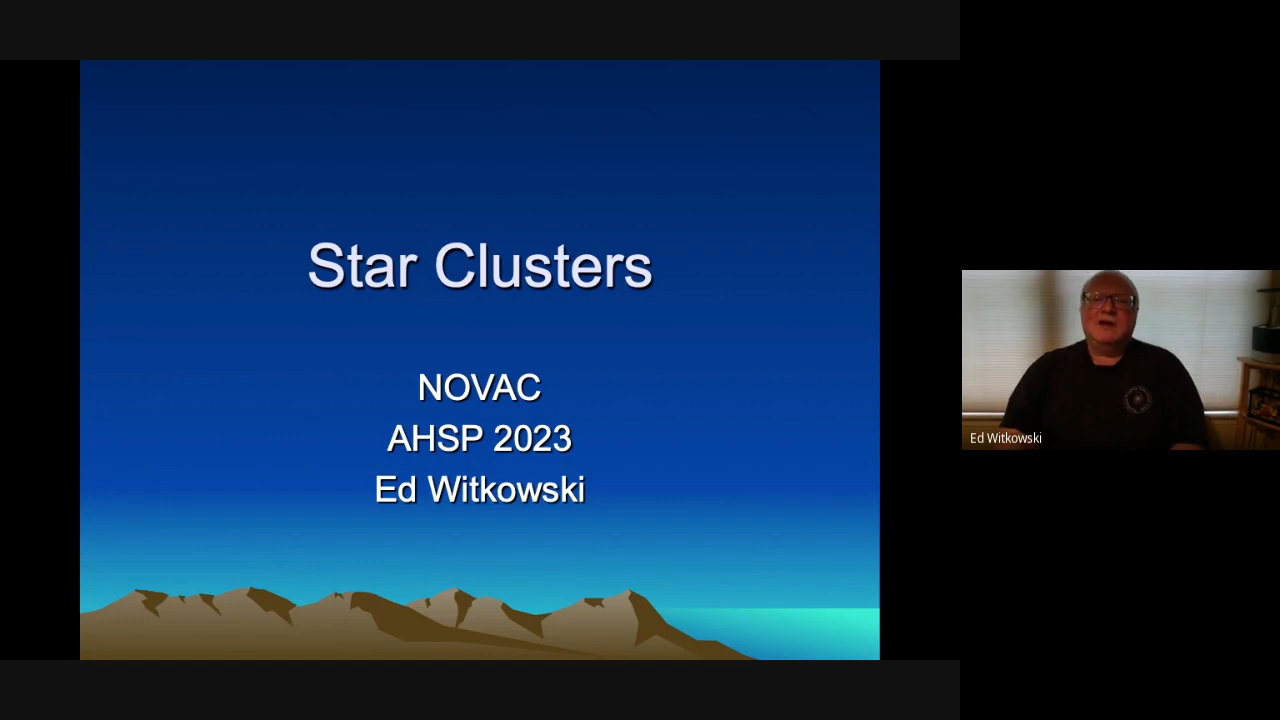 Star Clusters
NOVAC
AHSP 2023
Ed Witkowski
Ed Witkowski